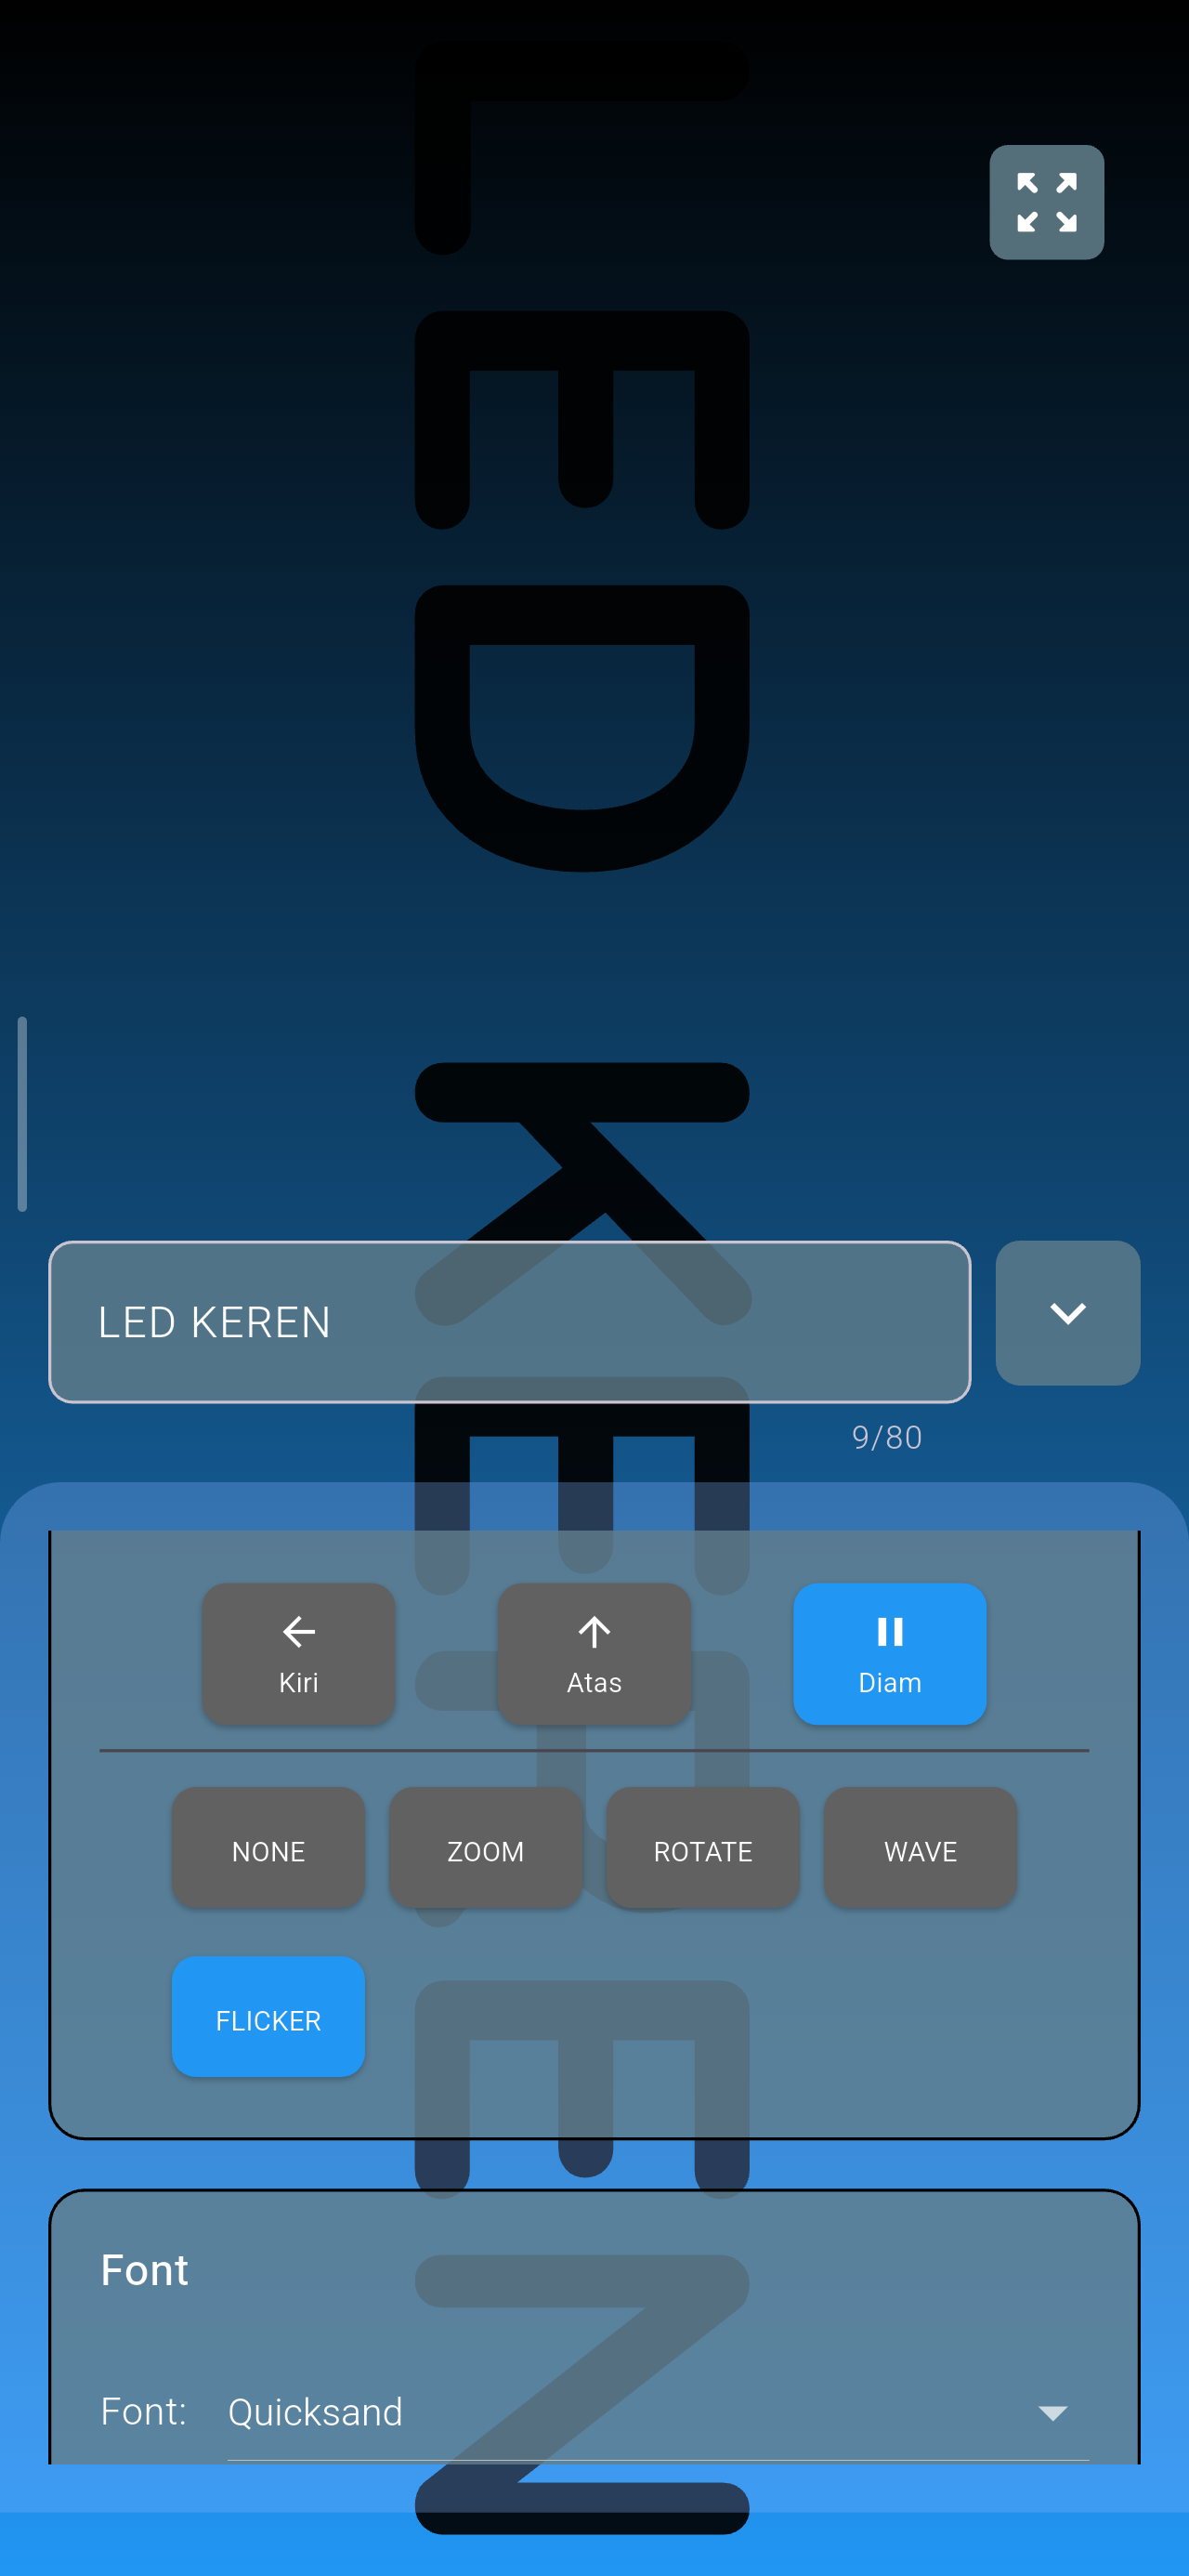 LED KEREN
LED KEREN
9/80
Kiri
Atas
Diam
NONE
ZOOM
ROTATE
WAVE
FLICKER
Font
Font:
Quicksand